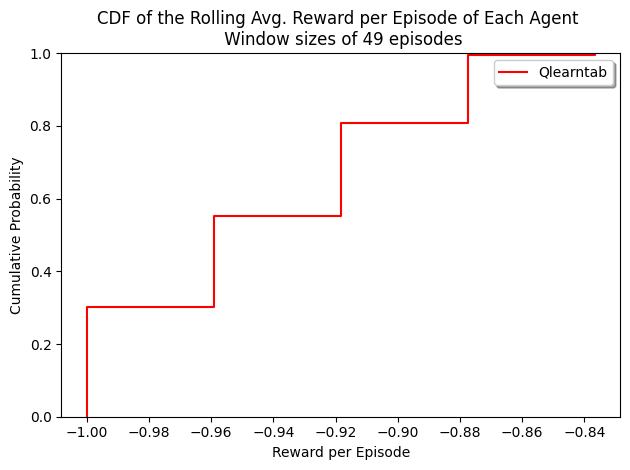 CDF of the Rolling Avg. Reward per Episode of Each Agent
Window sizes of 49 episodes
Qlearntab
Cumulative Probability
1.0
0.8
0.6
0.4
0.2
0.0
−1.00 −0.98 −0.96 −0.94 −0.92 −0.90 −0.88 −0.86 −0.84
Reward per Episode